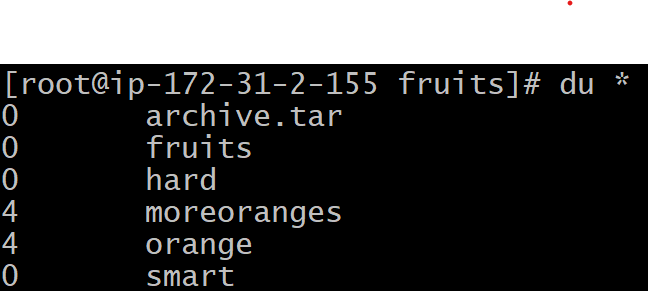 [root@ip-172-31-2-155 fruits]# du *
0 archive.tar
0 fruits
0 hard
4 moreoranges
4 orange
0 smart